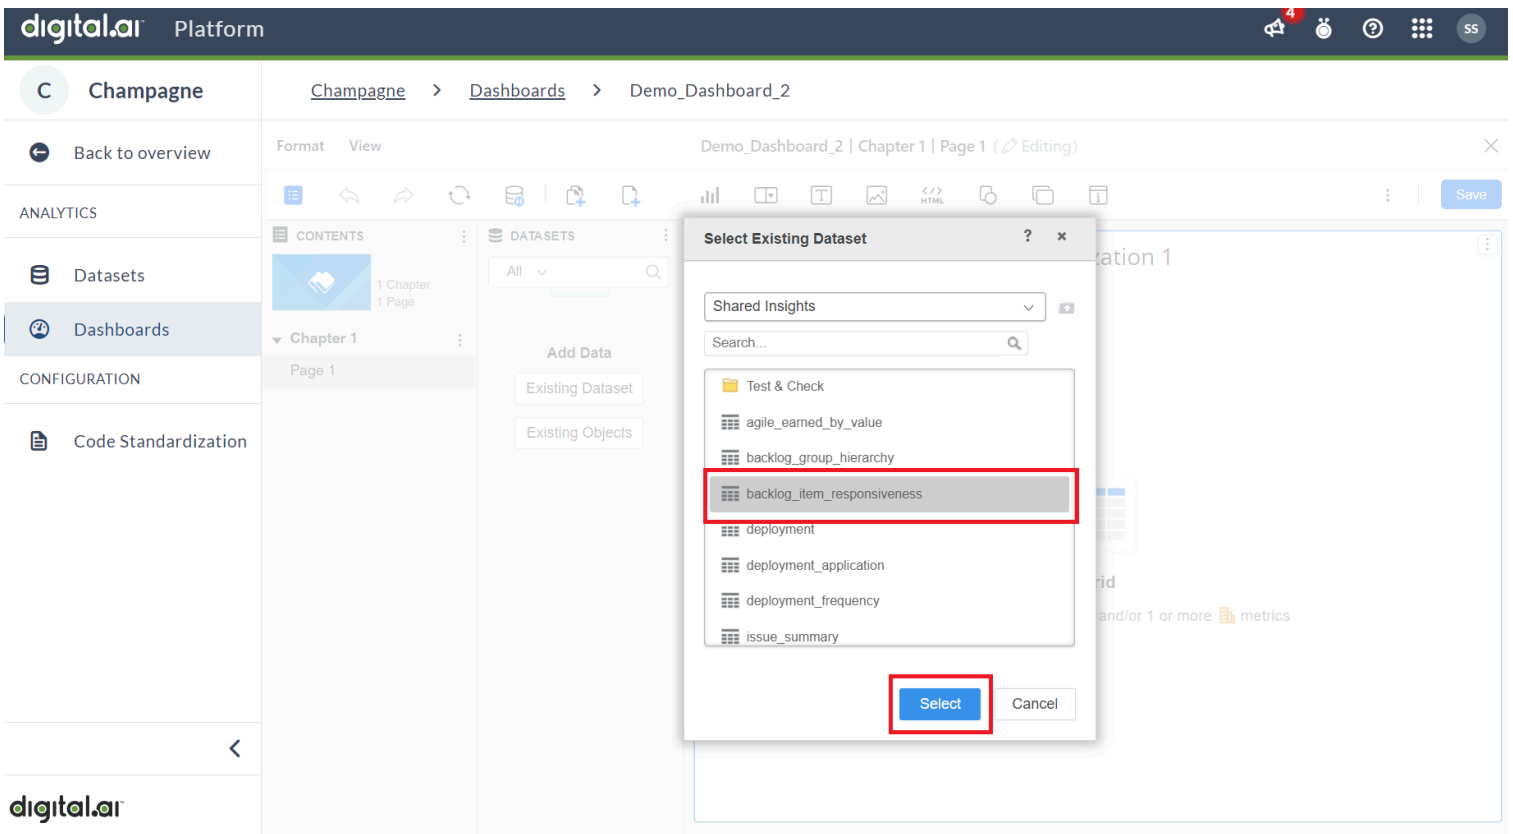 digital.ai Platform
4
SS
C Champagne
Champagne > Dashboards > Demo_Dashboard_2
Back to overview
Format View
Demo_Dashboard_2 | Chapter 1 | Page 1 ( Editing)
HTML
Save
ANALYTICS
CONTENTS
DATASETS
Datasets
All
1 Chapter
1 Page
Dashboards
Chapter 1
Page 1
Add Data
Existing Dataset
Existing Objects
CONFIGURATION
Code Standardization
Select Existing Dataset ? ×
zation 1
Shared Insights
Search...
Test & Check
agile_earned_by_value
backlog_group_hierarchy
backlog_item_responsiveness
deployment
deployment_application
deployment_frequency
issue_summary
rid
and/or 1 or more metrics
Select Cancel
digital.ai